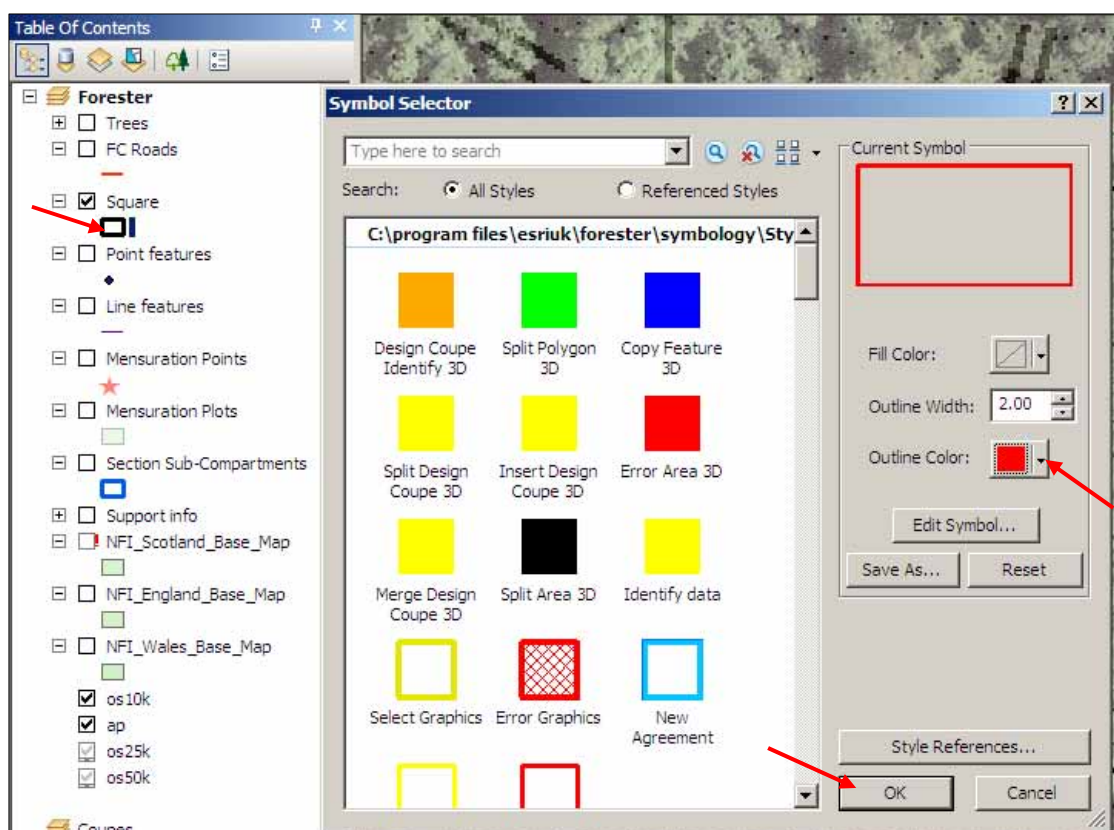 Table Of Contents
Forester
Trees
FC Roads
Square
Point features
Line features
Mensuration Points
Mensuration Plots
Section Sub-Compartments
Support info
NFI_Scotland_Base_Map
NFI_England_Base_Map
NFI_Wales_Base_Map
os10k
ap
os25k
os50k
Coupes
Symbol Selector
Type here to search
Search: All Styles Referenced Styles
C:\program files\esriuk\forester\symbology\Sty
Design Coupe Identify 3D
Split Polygon 3D
Copy Feature 3D
Split Design Coupe 3D
Insert Design Coupe 3D
Error Area 3D
Merge Design Coupe 3D
Split Area 3D
Identify data
Select Graphics
Error Graphics
New Agreement
Current Symbol
Fill Color:
Outline Width: 2.00
Outline Color:
Edit Symbol...
Save As... Reset
Style References...
OK Cancel